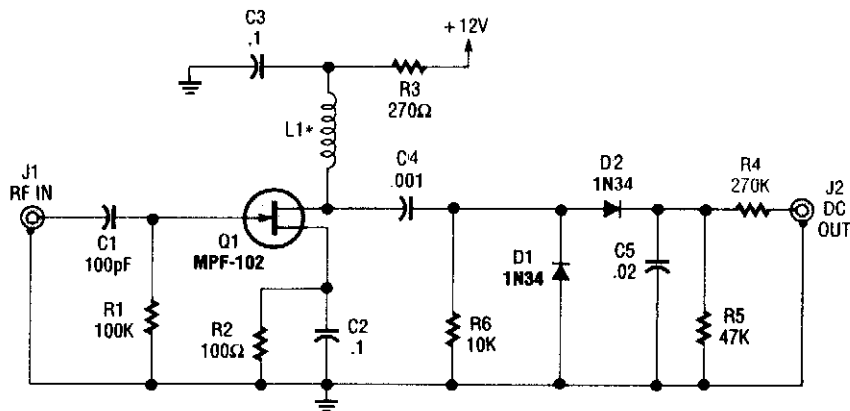 C3
.1
+12V
R3
270Ω
L1*
J1
RF IN
C1
100pF
Q1
MPF-102
C4
.001
D2
1N34
R4
270K
J2
DC
OUT
D1
1N34
C5
.02
R1
100K
R2
100Ω
C2
.1
R6
10K
R5
47K